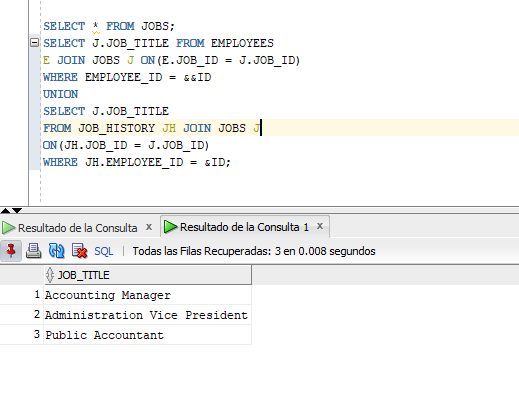 SELECT * FROM JOBS;
SELECT J.JOB_TITLE FROM EMPLOYEES
E JOIN JOBS J ON(E.JOB_ID = J.JOB_ID)
WHERE EMPLOYEE_ID = &&ID
UNION
SELECT J.JOB_TITLE
FROM JOB_HISTORY JH JOIN JOBS J
ON(JH.JOB_ID = J.JOB_ID)
WHERE JH.EMPLOYEE_ID = &ID;
Resultado de la Consulta x Resultado de la Consulta 1 x
SQL | Todas las Filas Recuperadas: 3 en 0.008 segundos
JOB_TITLE
1 Accounting Manager
2 Administration Vice President
3 Public Accountant